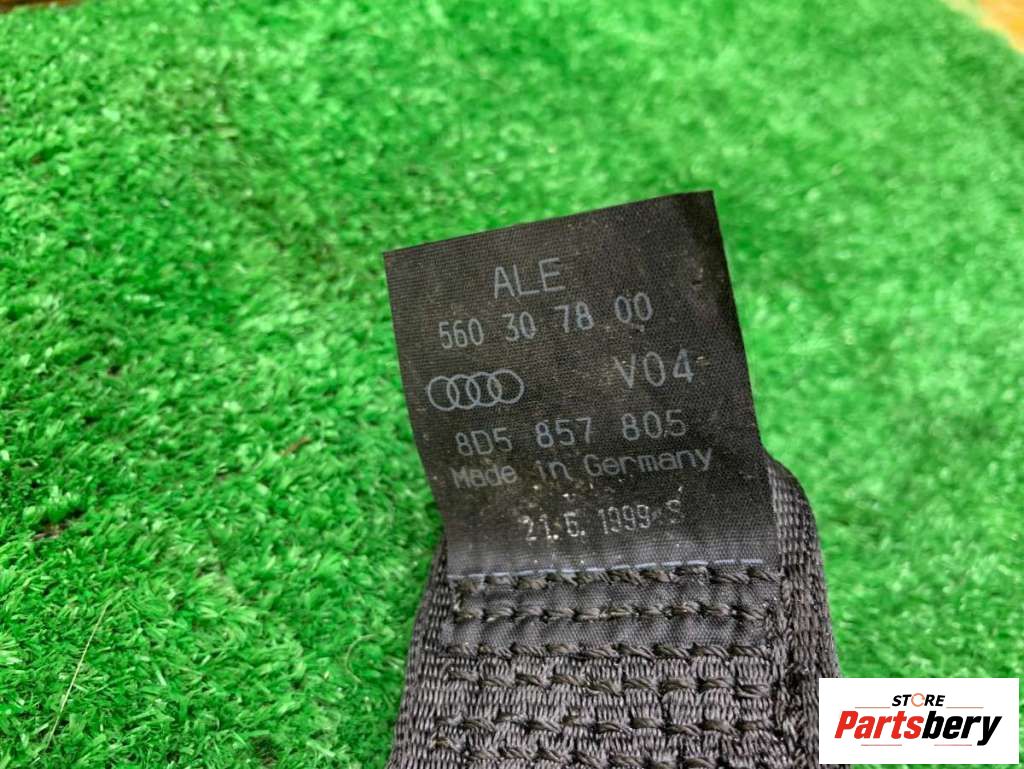 ALE
560 30 78 00
V04
8D5 857 805
Made in Germany
21.6.1999 S
STORE
Partsbery